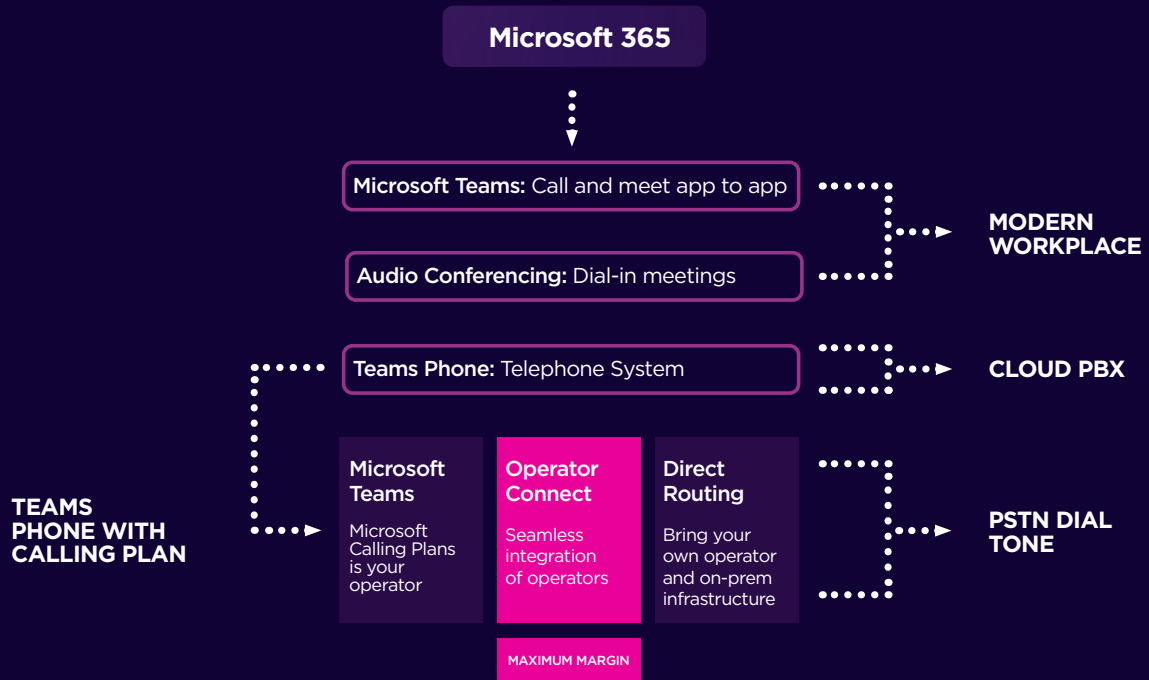 Microsoft 365
Microsoft Teams: Call and meet app to app
MODERN
WORKPLACE
Audio Conferencing: Dial-in meetings
Teams Phone: Telephone System
CLOUD PBX
TEAMS
PHONE WITH
CALLING PLAN
Microsoft
Teams
Microsoft
Calling Plans
is your
operator
Operator
Connect
Seamless
integration
of operators
Direct
Routing
Bring your
own operator
and on-prem
infrastructure
PSTN DIAL
TONE
MAXIMUM MARGIN